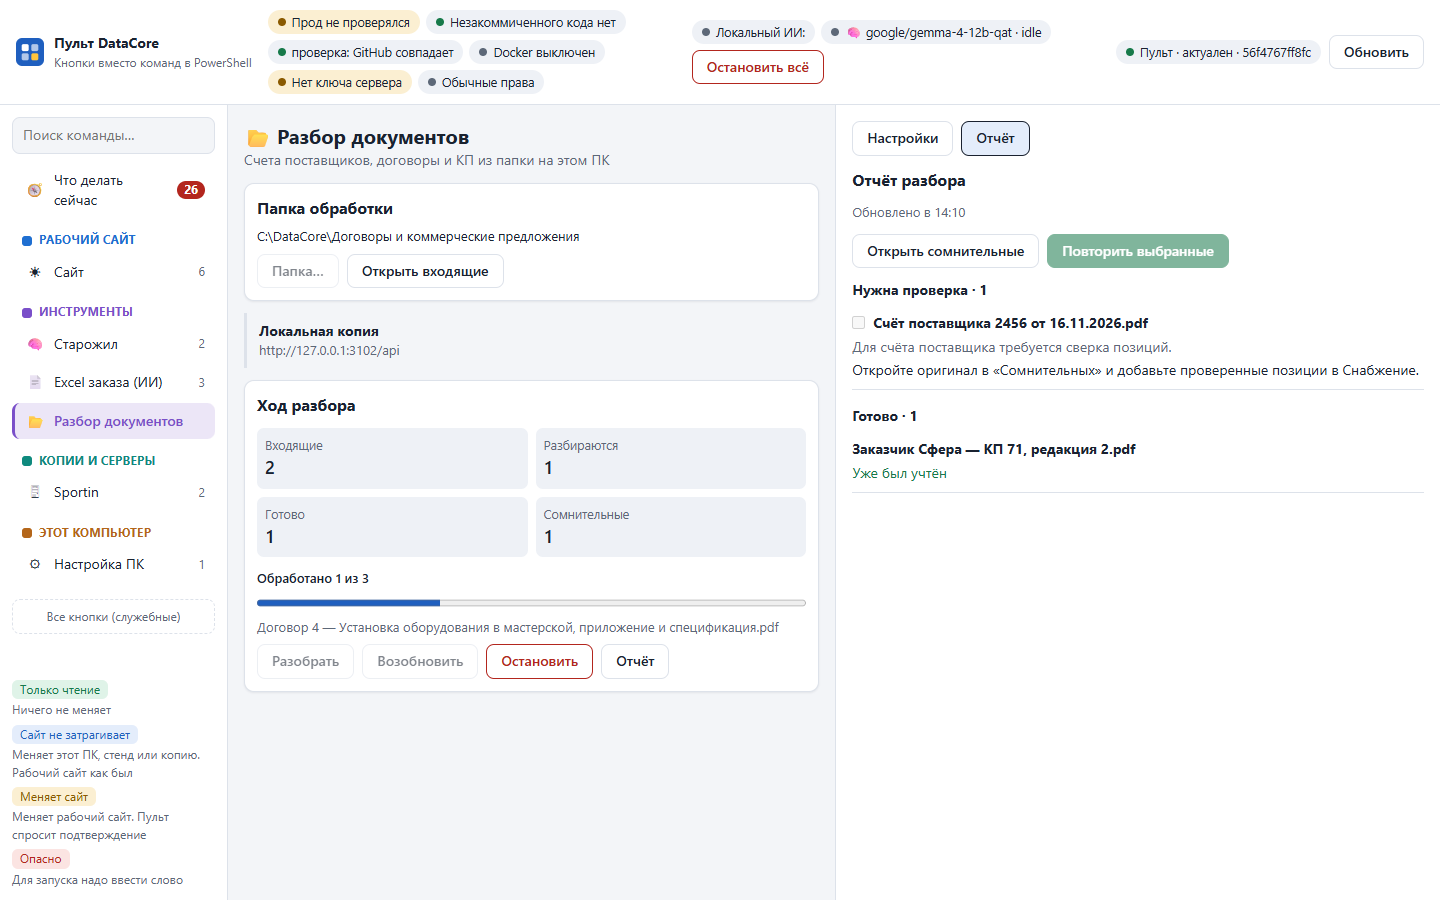 Пульт DataCore
Кнопки вместо команд в PowerShell
Прод не проверялся
Незакоммиченного кода нет
проверка: GitHub совпадает
Docker выключен
Нет ключа сервера
Обычные права
Локальный ИИ:
google/gemma-4-12b-qat · idle
Остановить всё
Пульт · актуален · 56f4767ff8fc
Обновить
Поиск команды...
Что делать
сейчас
26
РАБОЧИЙ САЙТ
Сайт 6
ИНСТРУМЕНТЫ
Старожил 2
Excel заказа (ИИ) 3
Разбор документов
КОПИИ И СЕРВЕРЫ
Sportin 2
ЭТОТ КОМПЬЮТЕР
Настройка ПК 1
Все кнопки (служебные)
Только чтение
Ничего не меняет
Сайт не затрагивает
Меняет этот ПК, стенд или копию.
Рабочий сайт как был
Меняет сайт
Меняет рабочий сайт. Пульт
спросит подтверждение
Опасно
Для запуска надо ввести слово
Разбор документов
Счета поставщиков, договоры и КП из папки на этом ПК
Папка обработки
C:\DataCore\Договоры и коммерческие предложения
Папка...
Открыть входящие
Локальная копия
http://127.0.0.1:3102/api
Ход разбора
Входящие
2
Разбираются
1
Готово
1
Сомнительные
1
Обработано 1 из 3
Договор 4 — Установка оборудования в мастерской, приложение и спецификация.pdf
Разобрать
Возобновить
Остановить
Отчёт
Настройки
Отчёт
Отчёт разбора
Обновлено в 14:10
Открыть сомнительные
Повторить выбранные
Нужна проверка · 1
Счёт поставщика 2456 от 16.11.2026.pdf
Для счёта поставщика требуется сверка позиций.
Откройте оригинал в «Сомнительных» и добавьте проверенные позиции в Снабжение.
Готово · 1
Заказчик Сфера — КП 71, редакция 2.pdf
Уже был учтён